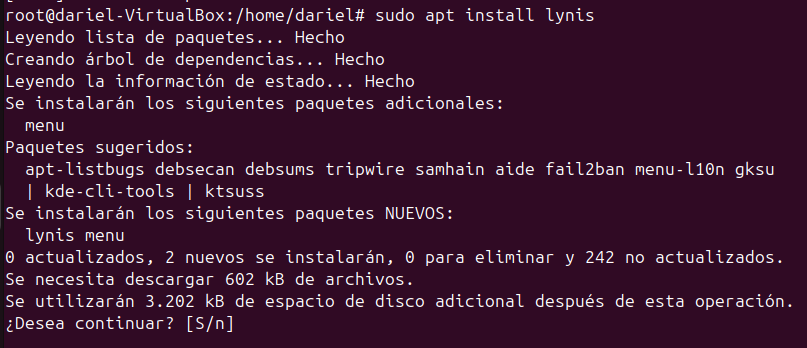 root@dariel-VirtualBox:/home/dariel# sudo apt install lynis
Leyendo lista de paquetes... Hecho
Creando árbol de dependencias... Hecho
Leyendo la información de estado... Hecho
Se instalarán los siguientes paquetes adicionales:
  menu
Paquetes sugeridos:
  apt-listbugs debsecan debsums tripwire samhain aide fail2ban menu-l10n gksu
  | kde-cli-tools | ktsuss
Se instalarán los siguientes paquetes NUEVOS:
  lynis menu
0 actualizados, 2 nuevos se instalarán, 0 para eliminar y 242 no actualizados.
Se necesita descargar 602 kB de archivos.
Se utilizarán 3.202 kB de espacio de disco adicional después de esta operación.
¿Desea continuar? [S/n]